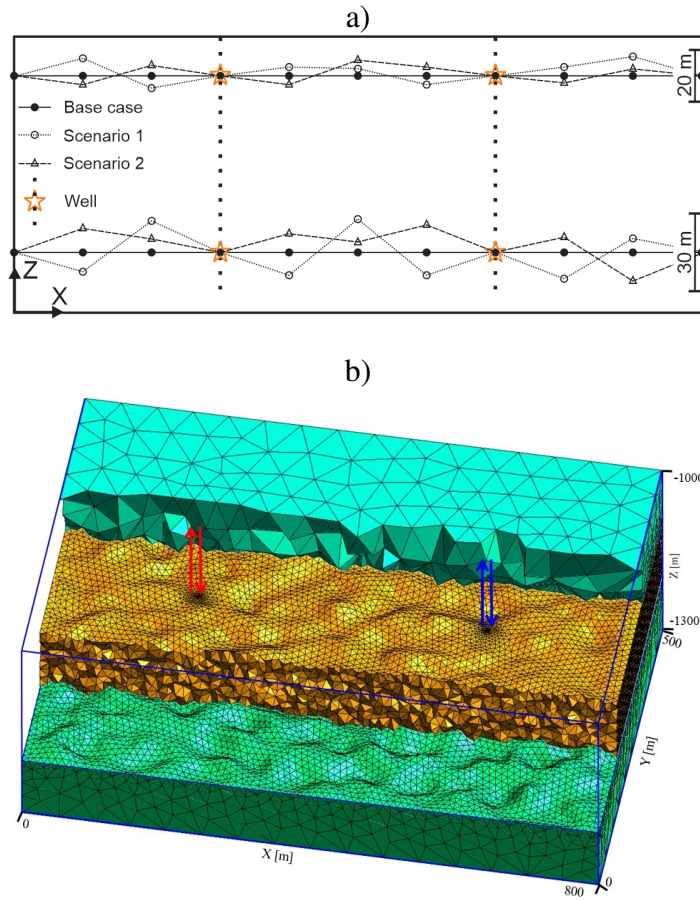 a)
20 m
Base case
Scenario 1
Scenario 2
Well
30 m
Z
X
b)
-1000
Z [m]
-1300
500
Y [m]
0
X [m]
800
0